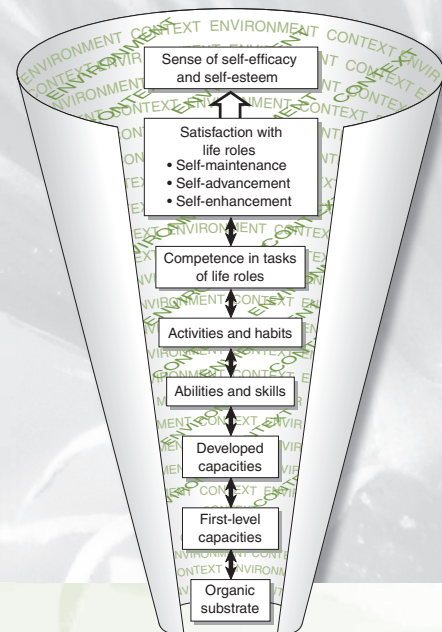 Sense of self-efficacy
and self-esteem
Satisfaction with
life roles
• Self-maintenance
• Self-advancement
• Self-enhancement
Competence in tasks
of life roles
Activities and habits
Abilities and skills
Developed
capacities
First-level
capacities
Organic
substrate